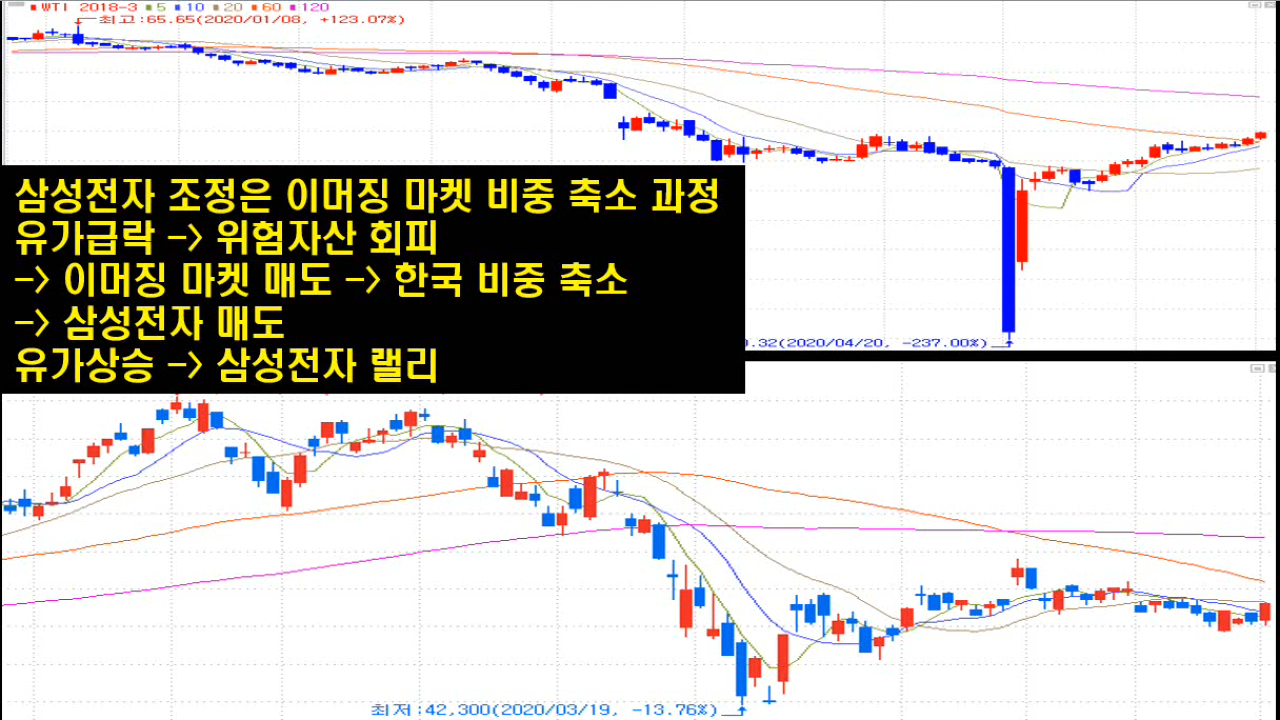 WTI 2018-3 5 10 20 60 120
최고:65.65(2020/01/08, +123.07%)
삼성전자 조정은 이머징 마켓 비중 축소 과정
유가급락 -> 위험자산 회피
-> 이머징 마켓 매도 -> 한국 비중 축소
-> 삼성전자 매도
유가상승 -> 삼성전자 랠리
.32(2020/04/20, -237.00%)
최저:42,300(2020/03/19, -13.76%)